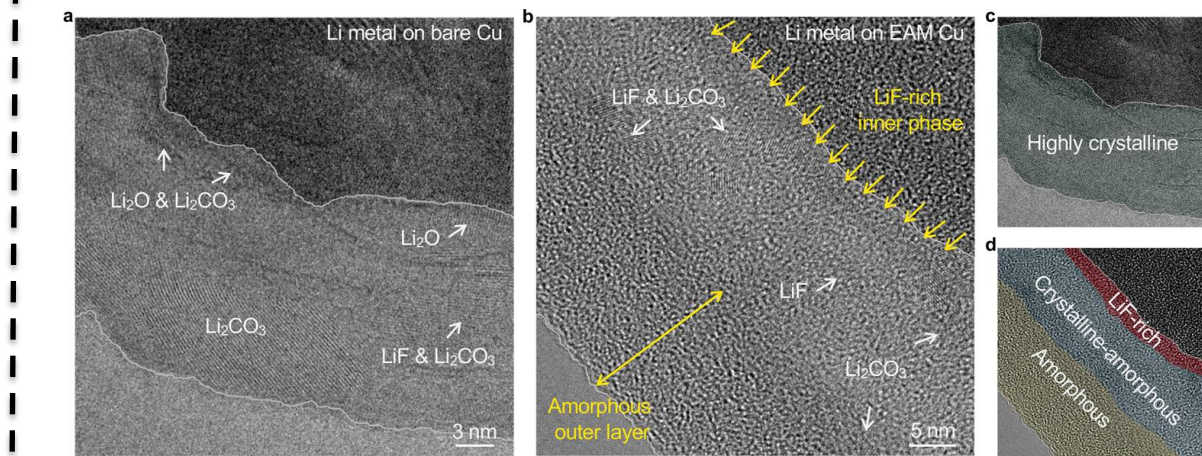 a
Li metal on bare Cu
Li₂O & Li₂CO₃
Li₂O
Li₂CO₃
LiF & Li₂CO₃
3 nm
b
Li metal on EAM Cu
LiF & Li₂CO₃
LiF-rich
inner phase
LiF
Li₂CO₃
Amorphous
outer layer
5 nm
c
Highly crystalline
d
LiF-rich
Crystalline-amorphous
Amorphous